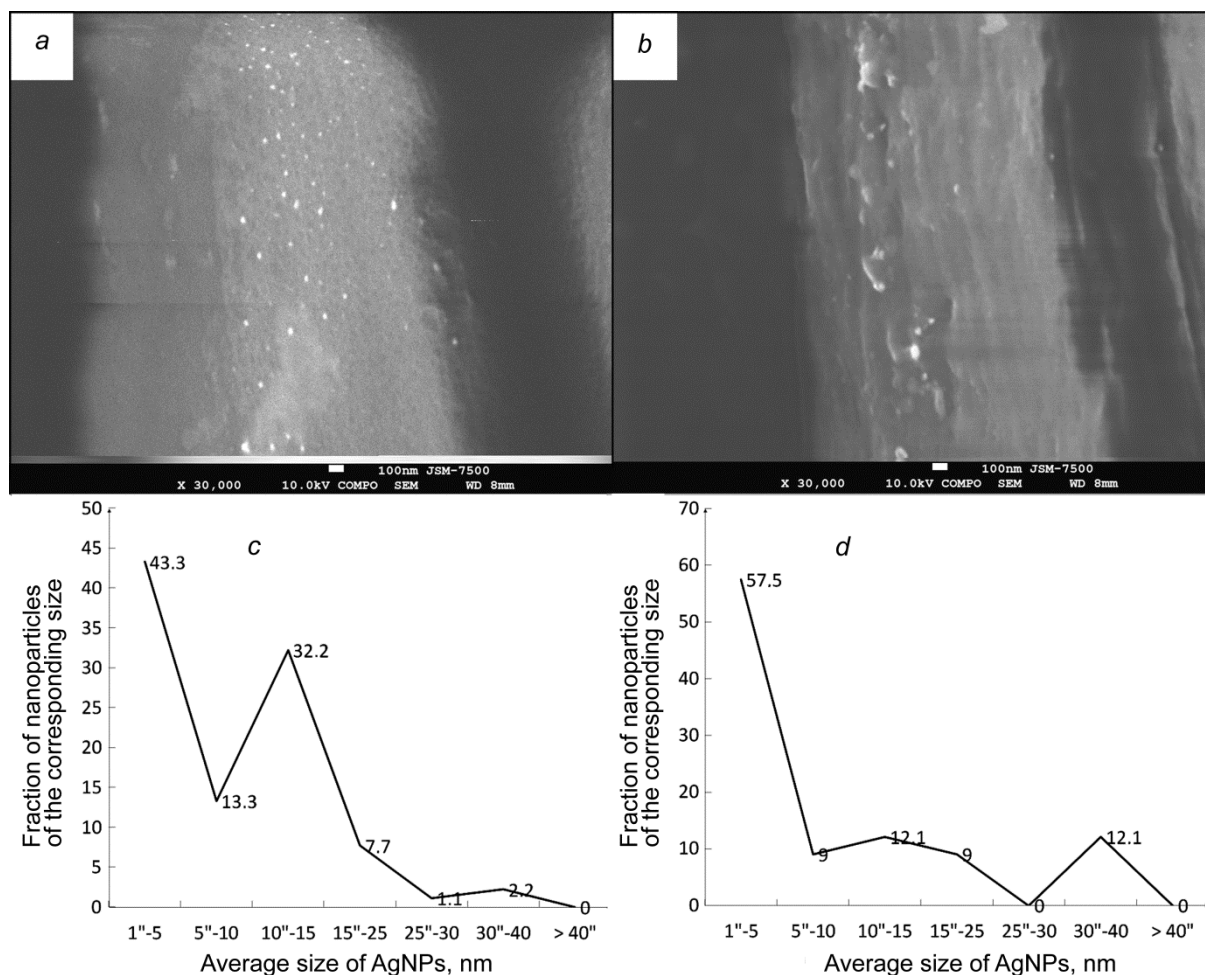 a
b
100nm JSM-7500
X 30,000 10.0kV COMPO SEM WD 8mm
100nm JSM-7500
X 30,000 10.0kV COMPO SEM WD 8mm
c
Fraction of nanoparticles
of the corresponding size
50
45
40
35
30
25
20
15
10
5
0
43.3
13.3
32.2
7.7
1.1
2.2
0
1"-5 5"-10 10"-15 15"-27 25"-30 30"-40 > 40"
Average size of AgNPs, nm
d
Fraction of nanoparticles
of the corresponding size
70
60
50
40
30
20
10
0
57.5
9
12.1
9
0
12.1
0
1"-5 5"-10 10"-15 15"-25 25"-30 30"-40 > 40"
Average size of AgNPs, nm